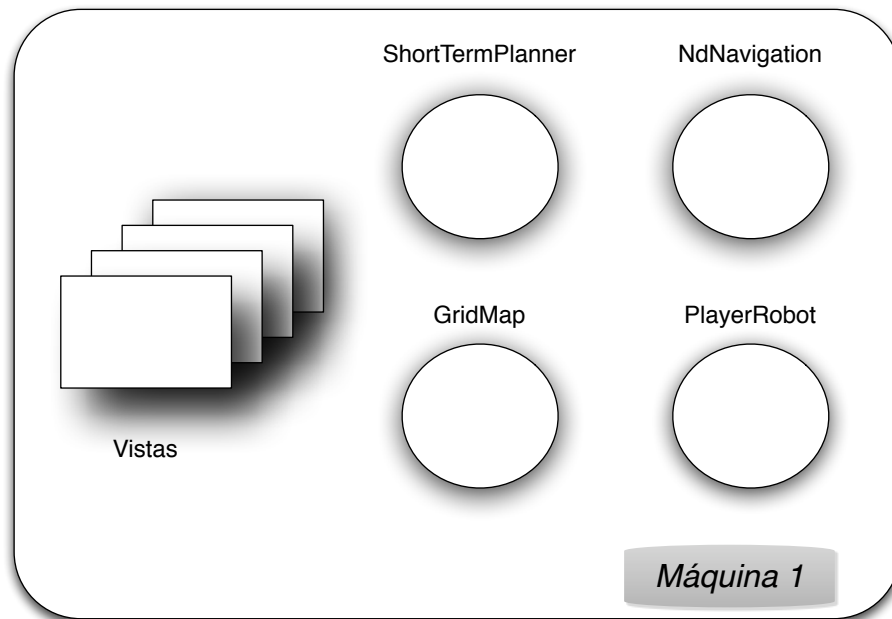 ShortTermPlanner
NdNavigation
GridMap
PlayerRobot
Vistas
Máquina 1